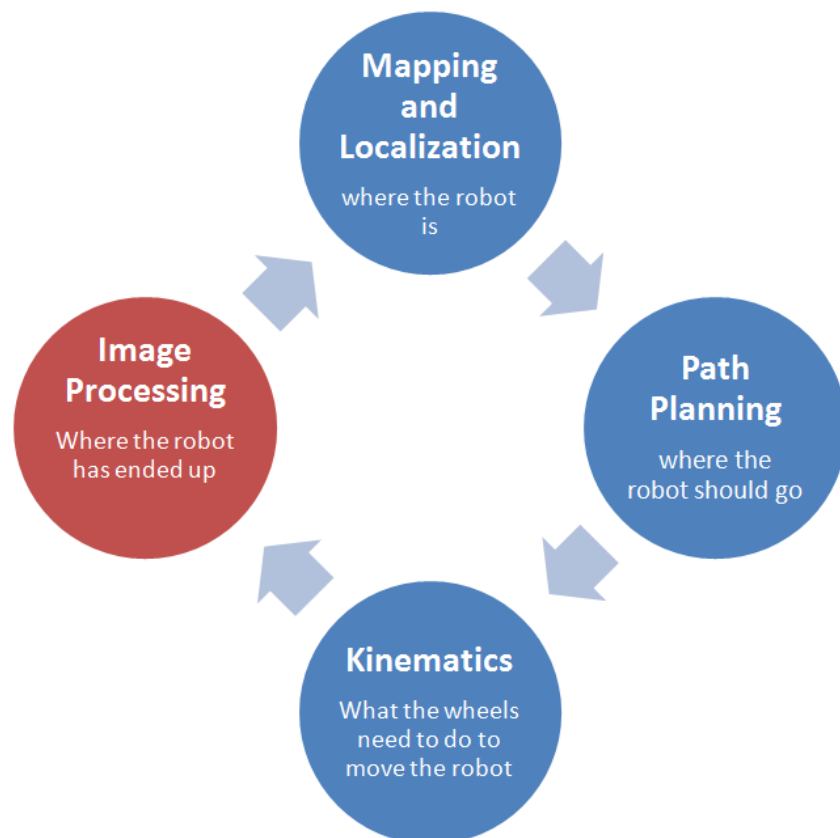 Mapping
and
Localization
where the robot
is
Path
Planning
where the
robot should go
Kinematics
What the wheels
need to do to
move the robot
Image
Processing
Where the robot
has ended up